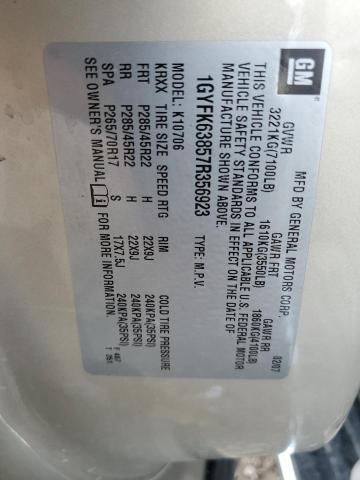 GM
MFD BY GENERAL MOTORS CORP.
02/07
GVWR GAWR FRT GAWR RR
3221KG(7100LB) 1610KG(3550LB) 1860KG(4100LB)
THIS VEHICLE CONFORMS TO ALL APPLICABLE U.S. FEDERAL MOTOR
VEHICLE SAFETY STANDARDS IN EFFECT ON THE DATE OF
MANUFACTURE SHOWN ABOVE.
1GYFK63857R356923 TYPE: M.P.V.
K10706
KRXX TIRE SIZE SPEED RTG RIM COLD TIRE PRESSURE
FRT P285/45R22 H 22X9J 240KPA(35PSI)
RR P285/45R22 H 22X9J 240KPA(35PSI)
SPA P265/70R17 S 17X7.5J 240KPA(35PSI)
SEE OWNER'S MANUAL FOR MORE INFORMATION.